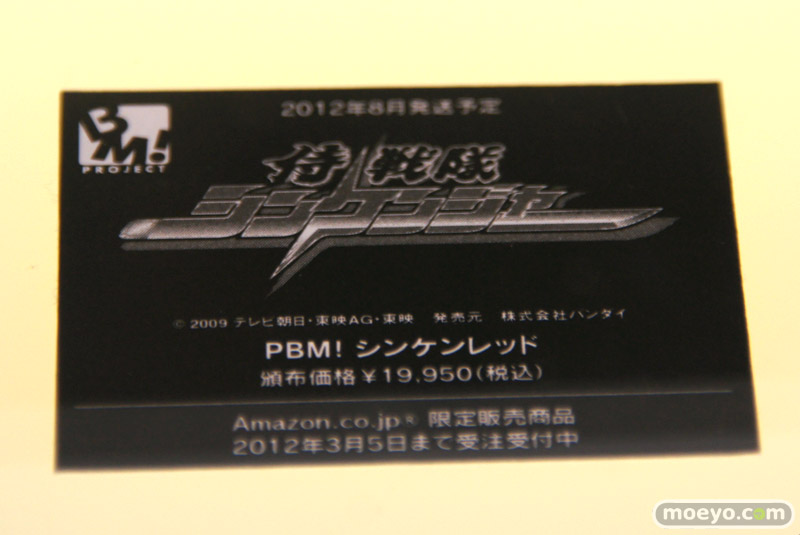 BM!
PROJECT
2012年8月発送予定
侍戦隊
シンケンジャー
© 2009 テレビ朝日・東映AG・東映 発売元 株式会社バンダイ
PBM! シンケンレッド
頒布価格¥19,950(税込)
Amazon.co.jp® 限定販売商品
2012年3月5日まで受注受付中
moeyo.com